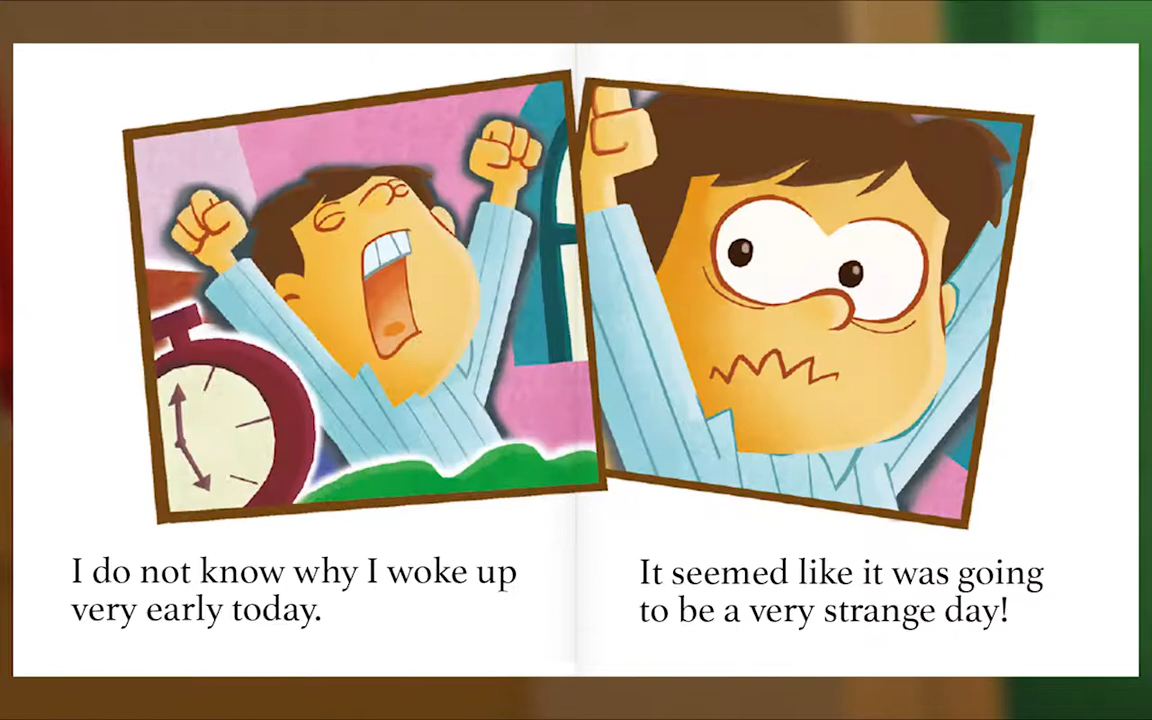 I do not know why I woke up
very early today.
It seemed like it was going
to be a very strange day!